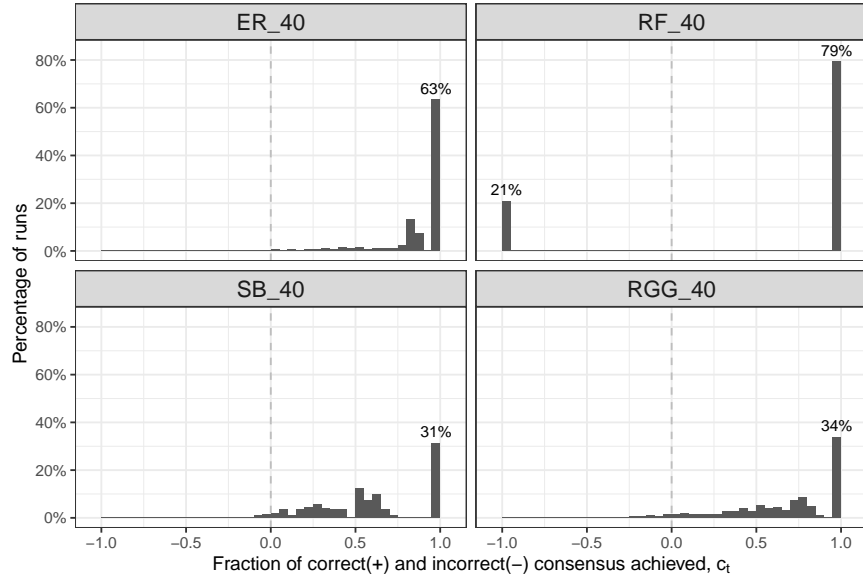 ER_40
RF_40
80%
60%
40%
20%
0%
63%
79%
21%
SB_40
RGG_40
80%
60%
40%
20%
0%
31%
34%
−1.0 −0.5 0.0 0.5 1.0
−1.0 −0.5 0.0 0.5 1.0
Percentage of runs
Fraction of correct(+) and incorrect(−) consensus achieved, cₜ